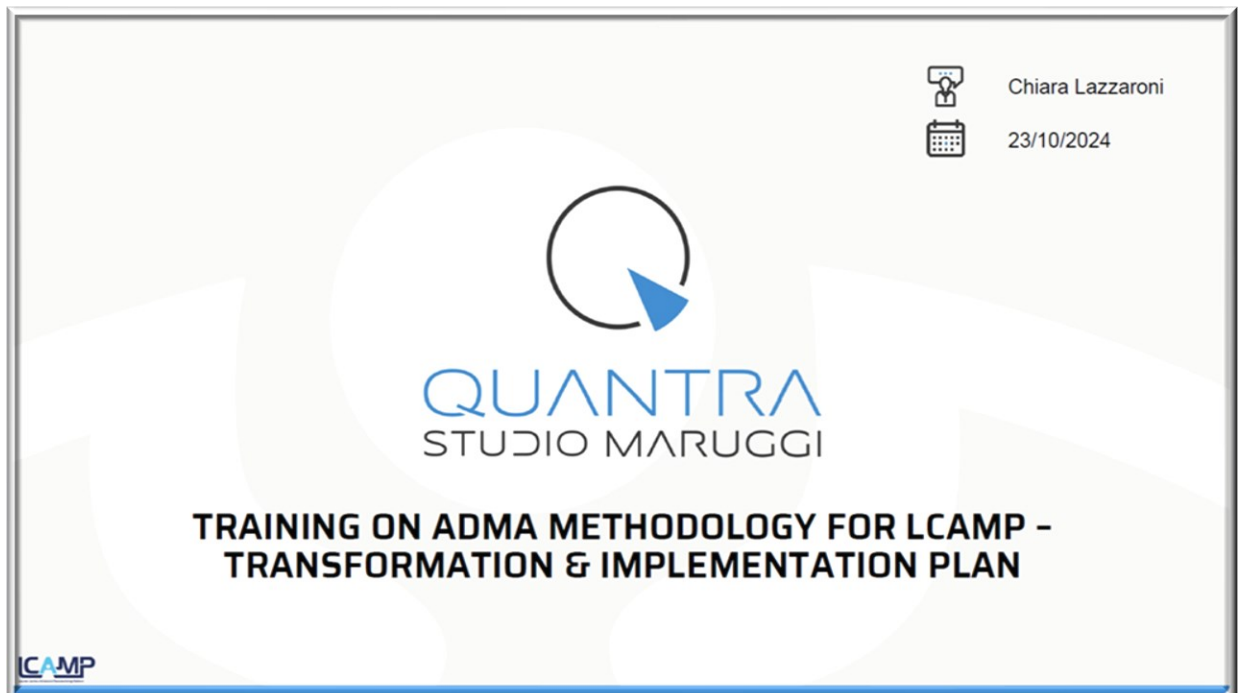 Chiara Lazzaroni
23/10/2024
QUANTRA
STUDIO MARUGGI
TRAINING ON ADMA METHODOLOGY FOR LCAMP –
TRANSFORMATION & IMPLEMENTATION PLAN
LCAMP